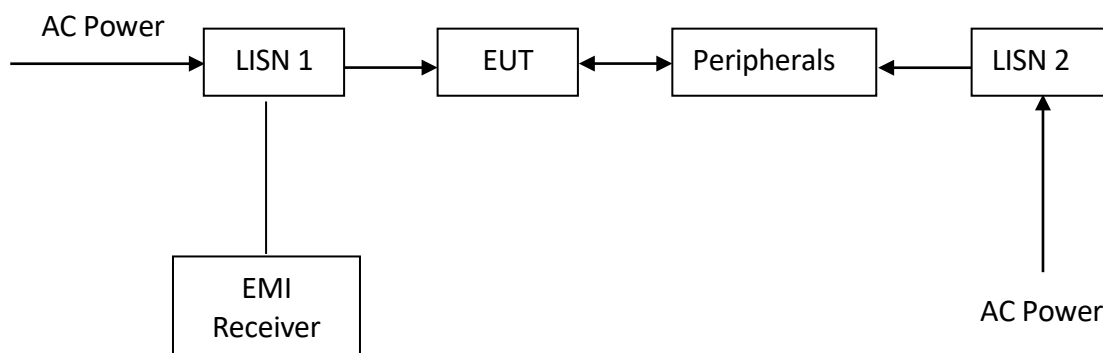 AC Power
LISN 1
EUT
Peripherals
LISN 2
EMI
Receiver
AC Power